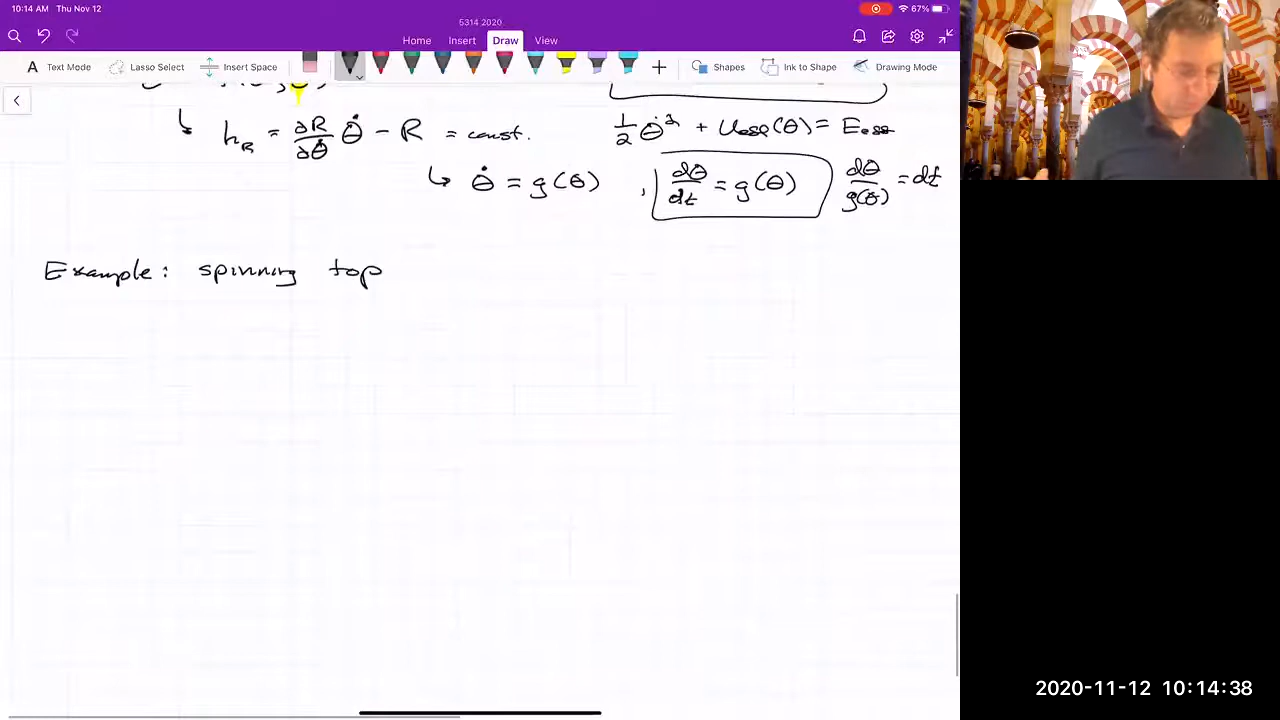 10:14 AM Thu Nov 12
67%
5314 2020
Home Insert Draw View
Text Mode Lasso Select Insert Space Shapes Ink to Shape Drawing Mode
h_R = ∂R/∂θ̇ θ̇ − R = const.
1/2 θ̇² + U_eff(θ) = E_eff
↳ θ̇ = g(θ) , dθ/dt = g(θ) dθ/g(θ) = dt
Example: spinning top
2020-11-12 10:14:38